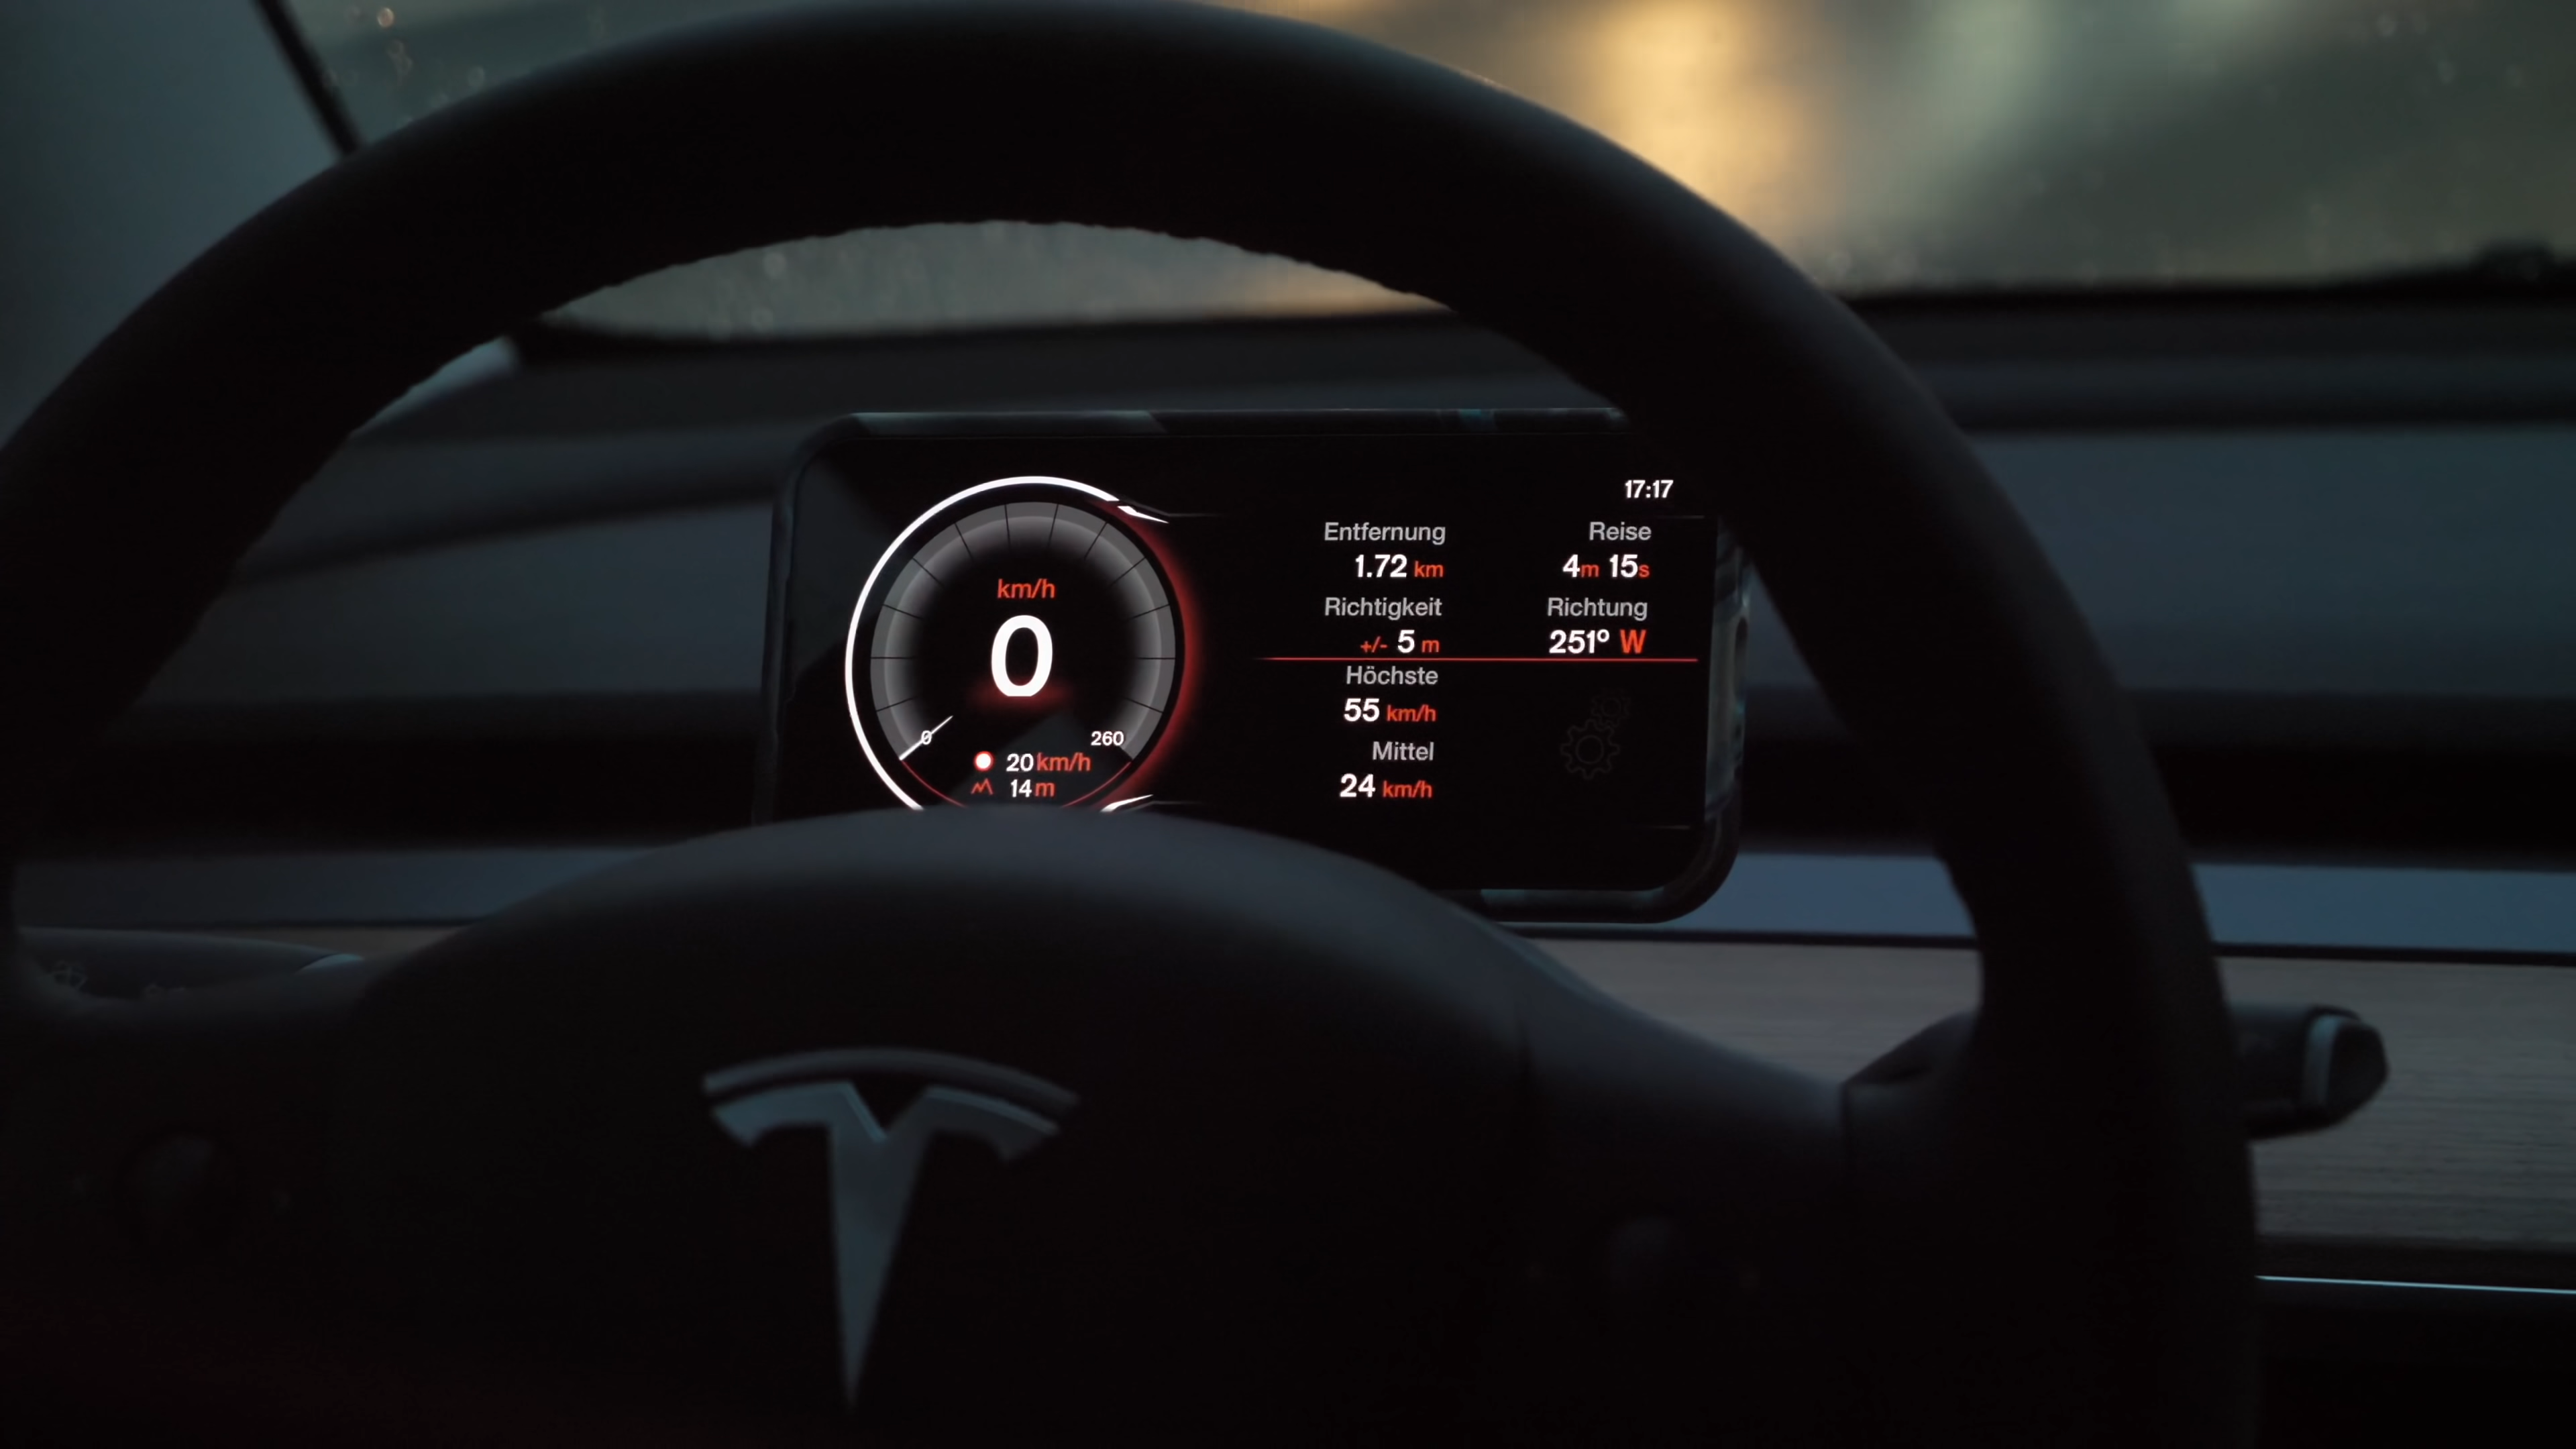 17:17
Entfernung Reise
1.72 km 4m 15s
Richtigkeit Richtung
+/- 5 m 251° W
Höchste
55 km/h
Mittel
24 km/h
km/h
0
0 260
20 km/h
14 m